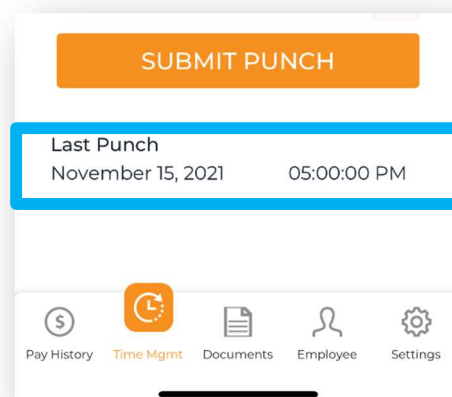 SUBMIT PUNCH
Last Punch
November 15, 2021 05:00:00 PM
Pay History Time Mgmt Documents Employee Settings